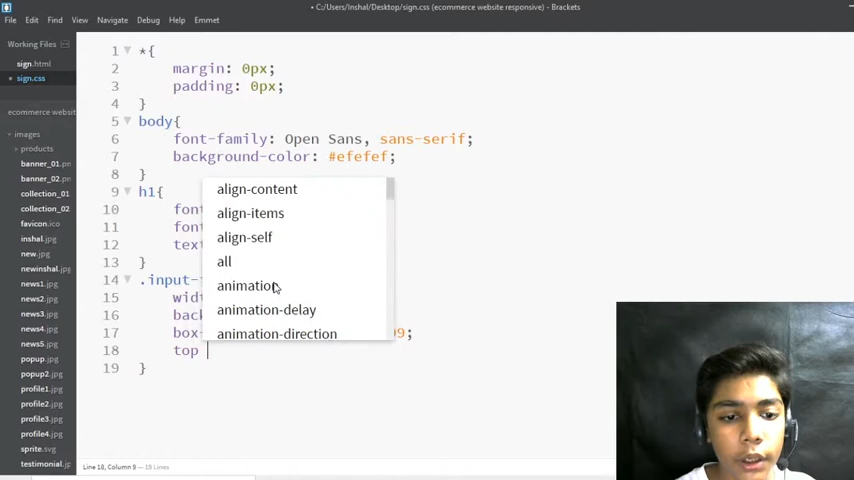 • C:/Users/Inshal/Desktop/sign.css (ecommerce website responsive) - Brackets
File Edit Find View Navigate Debug Help Emmet
Working Files
sign.html
• sign.css
ecommerce websit
images
products
banner_01.pn
banner_02.pn
collection_01
collection_02
favicon.ico
inshal.jpg
new.jpg
newinshal.jpg
news1.jpg
news2.jpg
news3.jpg
news4.jpg
news5.jpg
popup.jpg
popup2.jpg
profile1.jpg
profile2.jpg
profile3.jpg
profile4.jpg
sprite.svg
testimonial.jp
1 *{
2 margin: 0px;
3 padding: 0px;
4 }
5 body{
6 font-family: Open Sans, sans-serif;
7 background-color: #efefef;
8 }
9 h1{
10 font
11 font
12 text
13 }
14 .input-
15 widt
16 back
17 box- 9;
18 top
19 }
align-content
align-items
align-self
all
animation
animation-delay
animation-direction
Line 18, Column 9 — 19 Lines